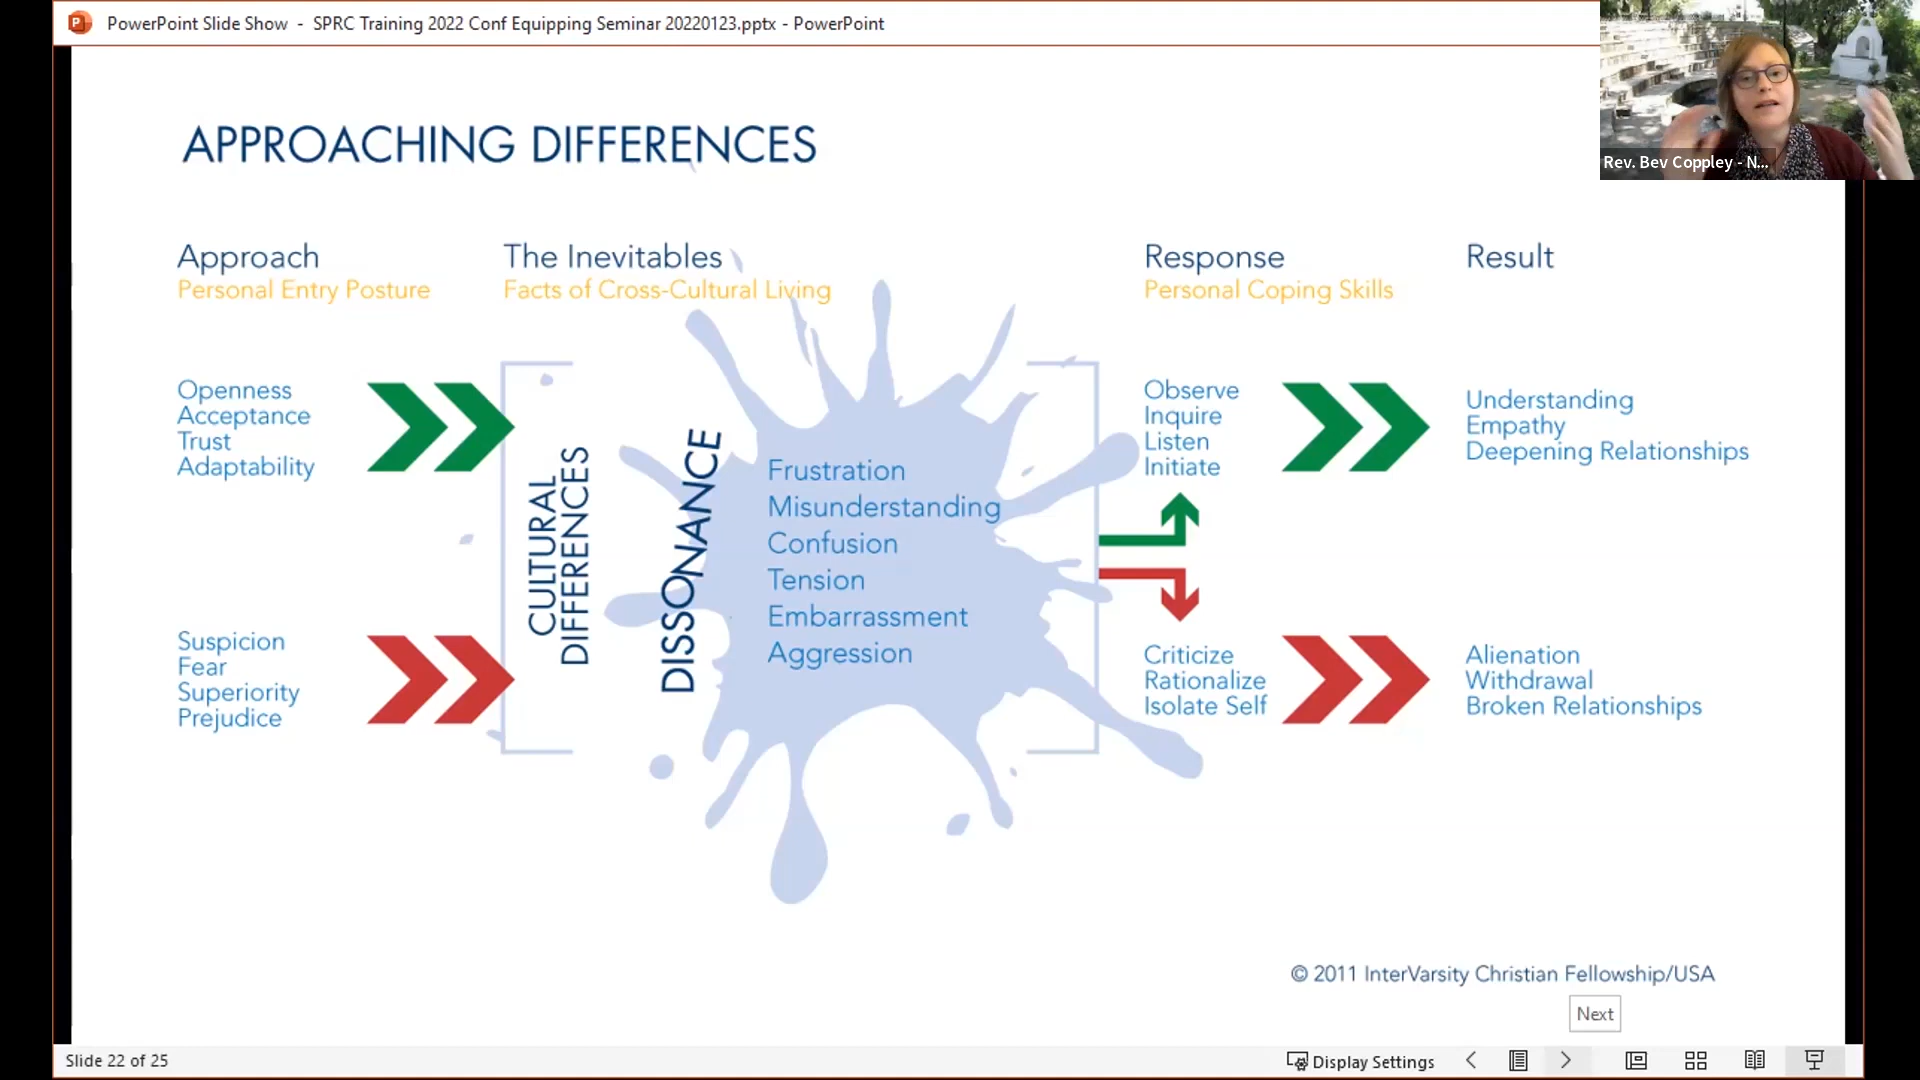 PowerPoint Slide Show - SPRC Training 2022 Conf Equipping Seminar 20220123.pptx - PowerPoint
Rev. Bev Coppley - N...
APPROACHING DIFFERENCES
Approach
Personal Entry Posture
Openness
Acceptance
Trust
Adaptability
Suspicion
Fear
Superiority
Prejudice
The Inevitables
Facts of Cross-Cultural Living
CULTURAL
DIFFERENCES
DISSONANCE
Frustration
Misunderstanding
Confusion
Tension
Embarrassment
Aggression
Response
Personal Coping Skills
Observe
Inquire
Listen
Initiate
Criticize
Rationalize
Isolate Self
Result
Understanding
Empathy
Deepening Relationships
Alienation
Withdrawal
Broken Relationships
© 2011 InterVarsity Christian Fellowship/USA
Next
Slide 22 of 25
Display Settings